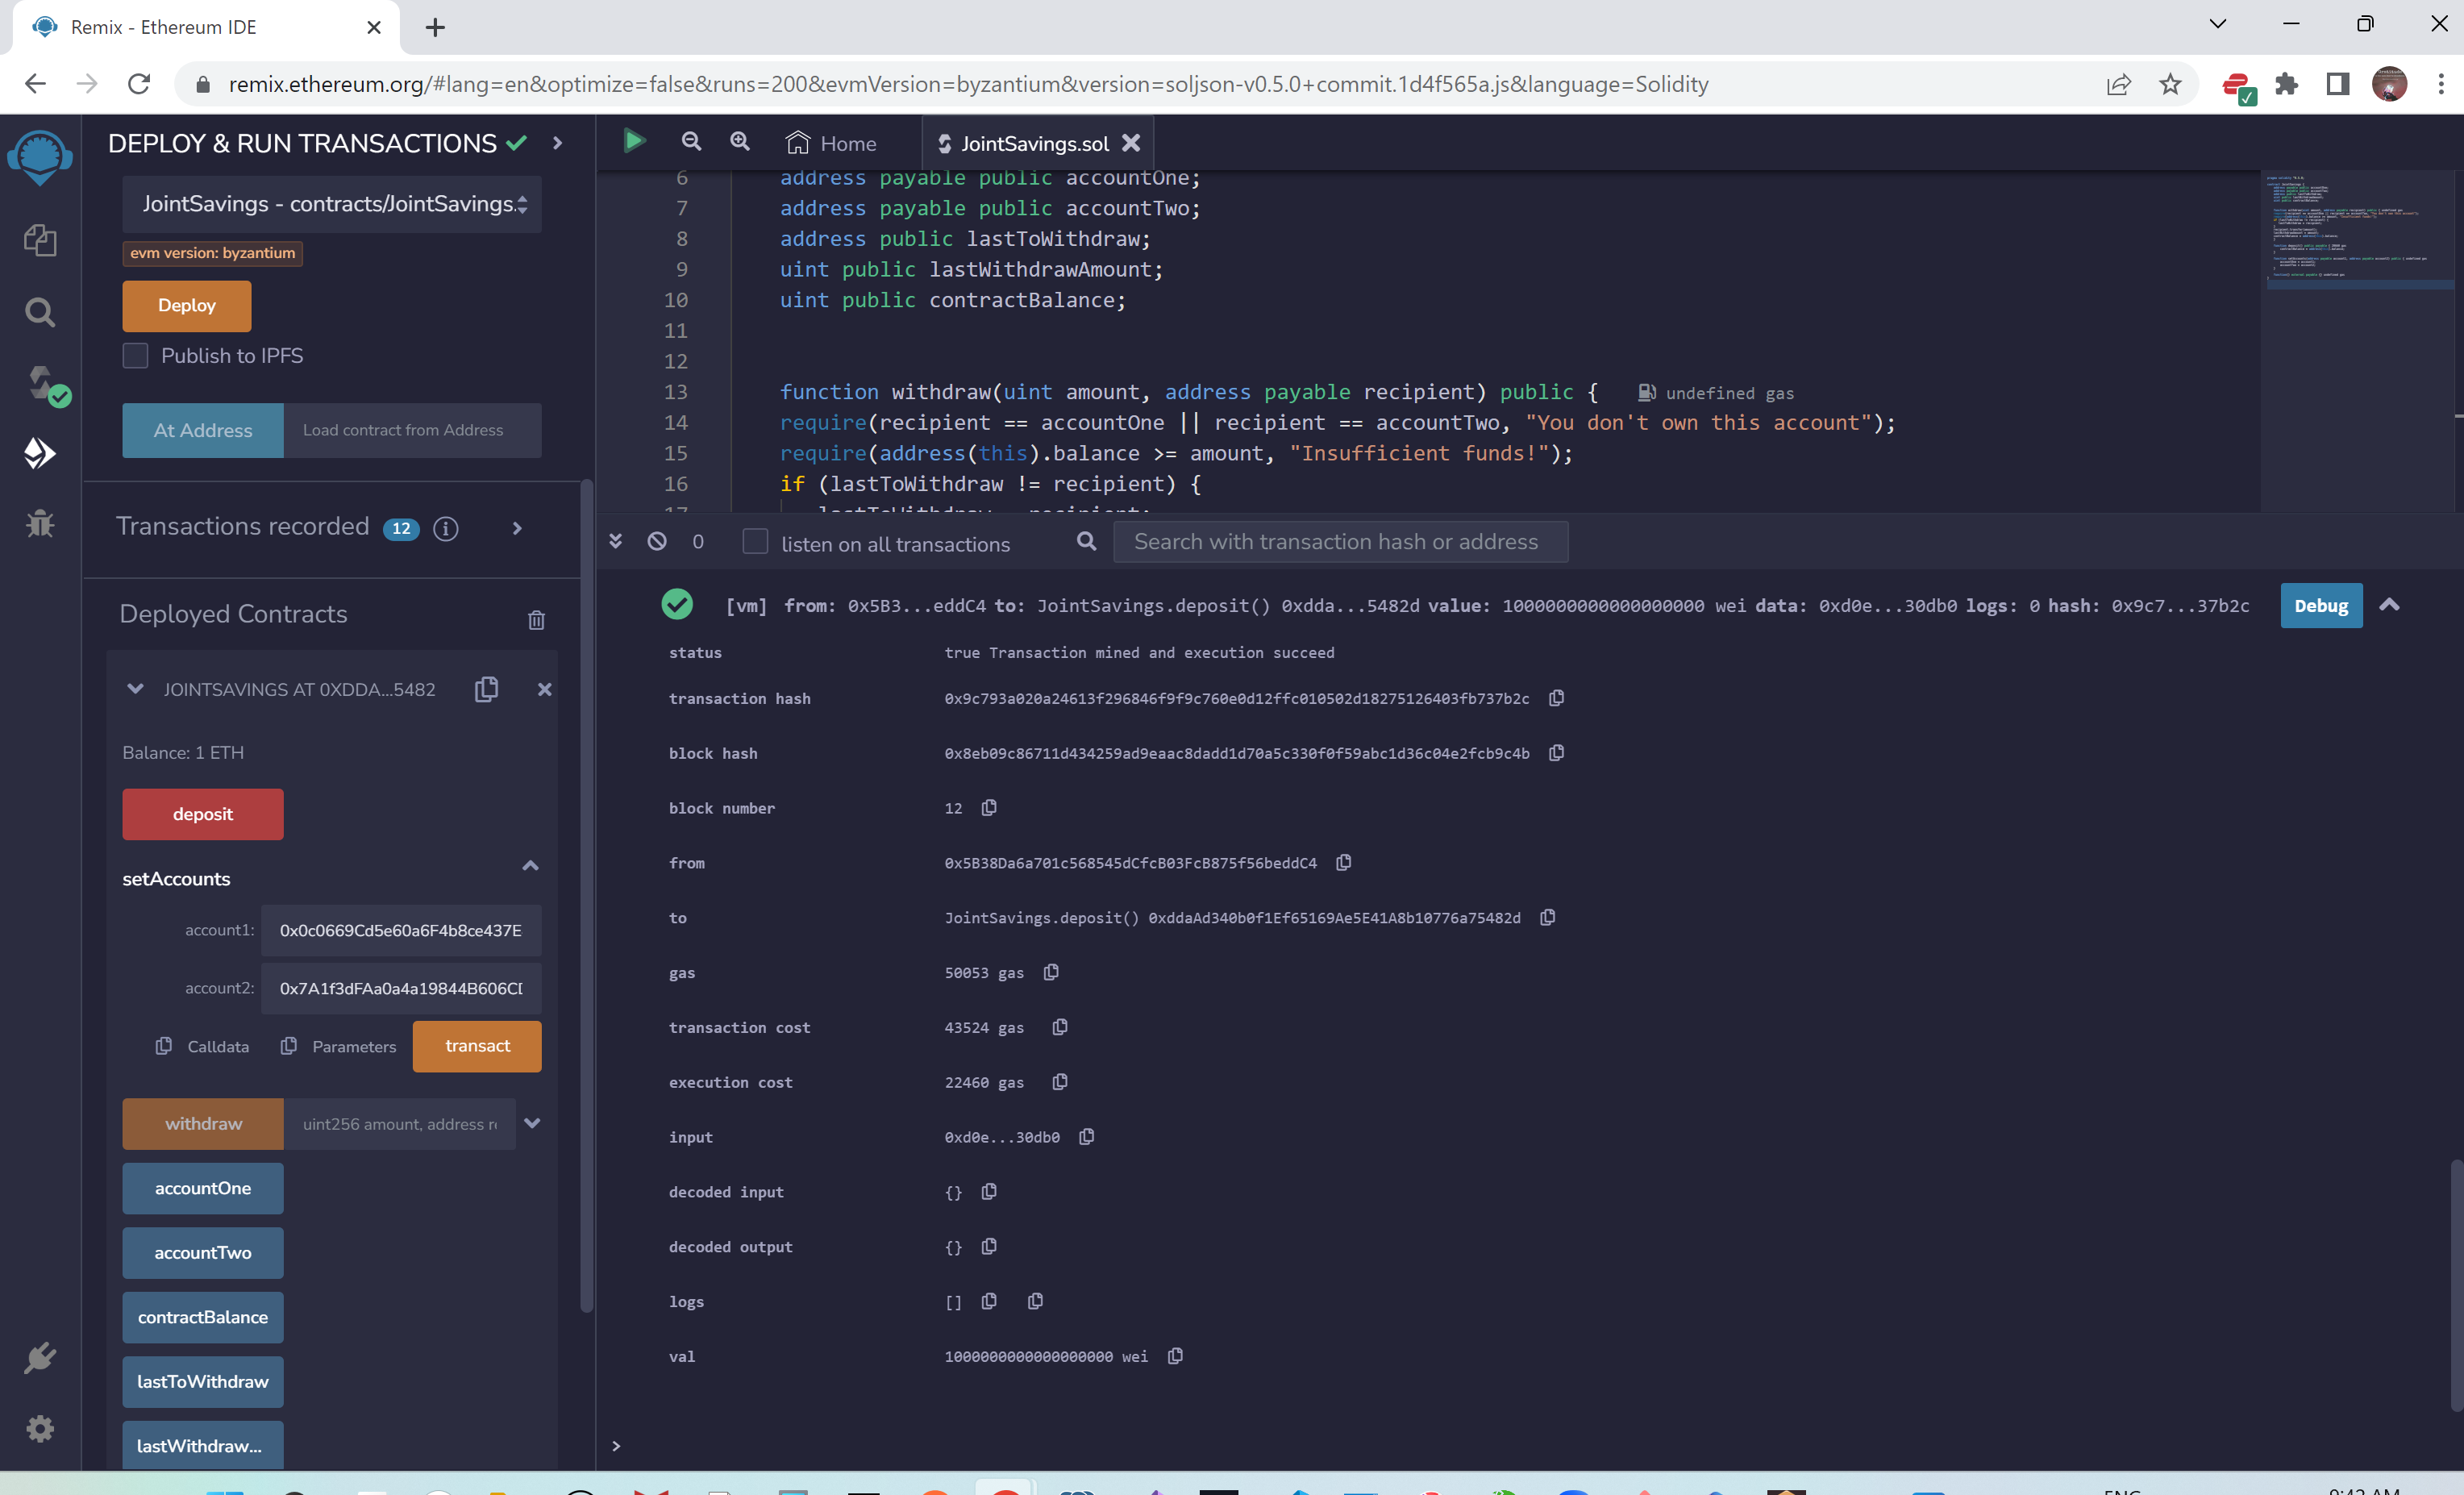 Remix - Ethereum IDE
remix.ethereum.org/#lang=en&optimize=false&runs=200&evmVersion=byzantium&version=soljson-v0.5.0+commit.1d4f565a.js&language=Solidity
DEPLOY & RUN TRANSACTIONS
JointSavings - contracts/JointSavings.
evm version: byzantium
Deploy
Publish to IPFS
At Address
Load contract from Address
Transactions recorded 12 i
Deployed Contracts
JOINTSAVINGS AT 0XDDA...5482
Balance: 1 ETH
deposit
setAccounts
account1: 0x0c0669Cd5e60a6F4b8ce437E
account2: 0x7A1f3dFAa0a4a19844B606C
Calldata Parameters transact
withdraw uint256 amount, address re
accountOne
accountTwo
contractBalance
lastToWithdraw
lastWithdraw...
Home JointSavings.sol
6 address payable public accountOne;
7 address payable public accountTwo;
8 address public lastToWithdraw;
9 uint public lastWithdrawAmount;
10 uint public contractBalance;
11
12
13 function withdraw(uint amount, address payable recipient) public { undefined gas
14 require(recipient == accountOne || recipient == accountTwo, "You don't own this account");
15 require(address(this).balance >= amount, "Insufficient funds!");
16 if (lastToWithdraw != recipient) {
17 lastToWithdraw = recipient;
0 listen on all transactions Search with transaction hash or address
[vm] from: 0x5B3...eddC4 to: JointSavings.deposit() 0xdda...5482d value: 1000000000000000000 wei data: 0xd0e...30db0 logs: 0 hash: 0x9c7...37b2c Debug
status true Transaction mined and execution succeed
transaction hash 0x9c793a020a24613f296846f9f9c760e0d12ffc010502d18275126403fb737b2c
block hash 0x8eb09c86711d434259ad9eaac8dadd1d70a5c330f0f59abc1d36c04e2fcb9c4b
block number 12
from 0x5B38Da6a701c568545dCfcB03FcB875f56beddC4
to JointSavings.deposit() 0xddaAd340b0f1Ef65169Ae5E41A8b10776a75482d
gas 50053 gas
transaction cost 43524 gas
execution cost 22460 gas
input 0xd0e...30db0
decoded input {}
decoded output {}
logs []
val 1000000000000000000 wei
>